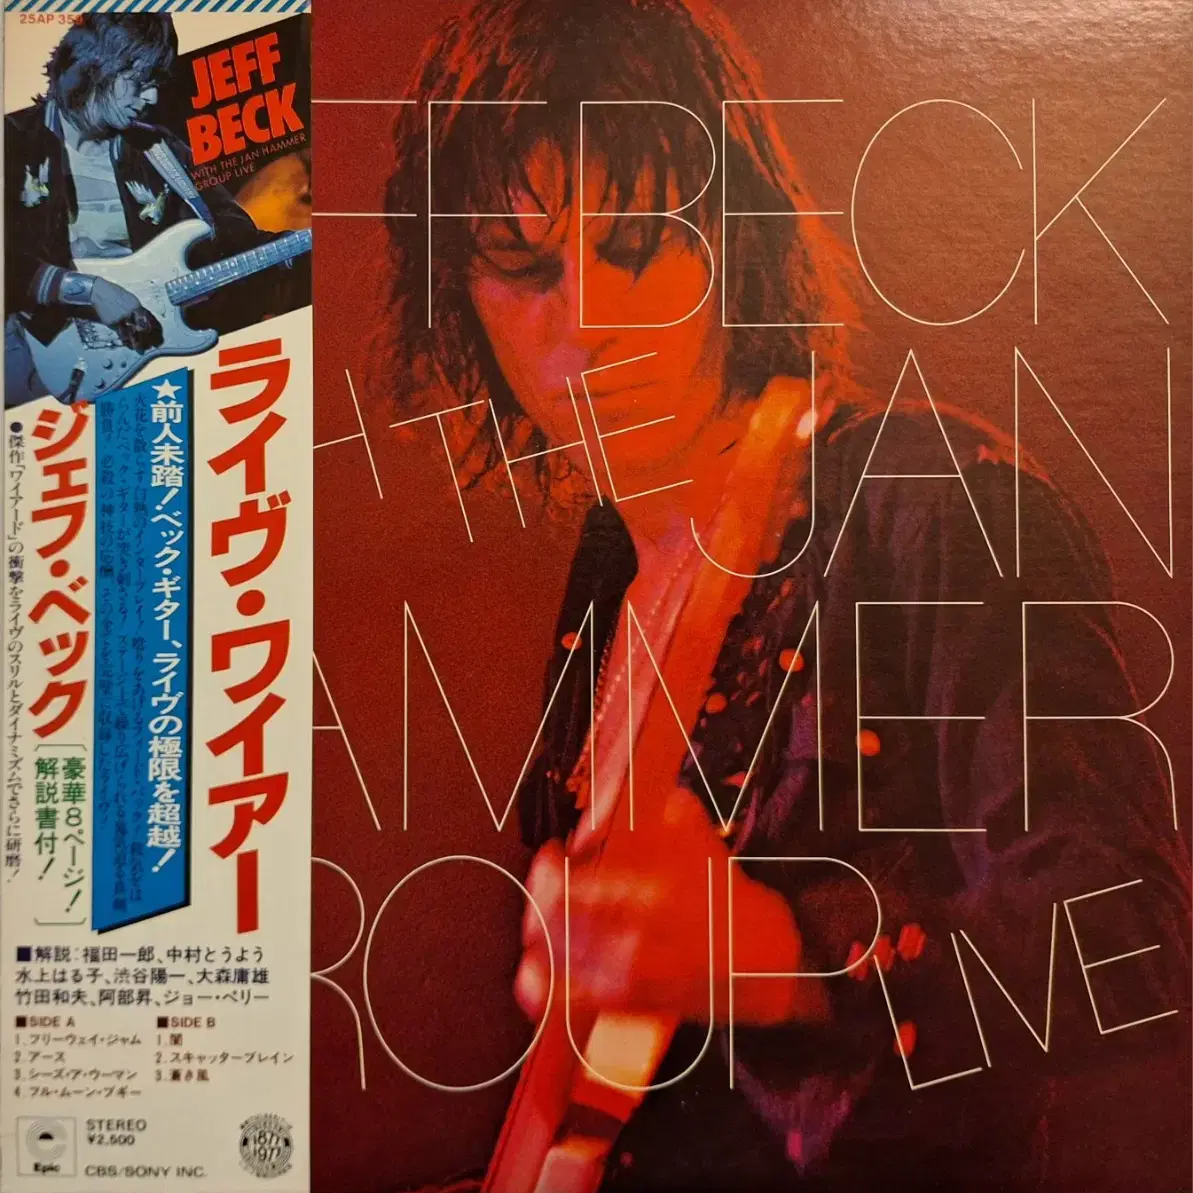 25AP 359
JEFF
BECK
WITH THE JAN HAMMER
GROUP LIVE
ライヴ・ワイアー
★前人未踏!ベック・ギター、ライヴの極限を超越!
ジェフ・ベック
豪華8ページ!
解説書付!
●傑作「ワイアード」の衝撃をライヴのスリルとダイナミズムでさらに研磨!
■解説:福田一郎、中村とうよう
水上はる子、渋谷陽一、大森庸雄
竹田和夫、阿部昇、ジョー・ペリー
■SIDE A
1. フリーウェイ・ジャム
2. アース
3. シーズ・ア・ウーマン
4. フル・ムーン・ブギー
■SIDE B
1. 闇
2. スキャッターブレイン
3. 蒼き風
e
Epic
STEREO
¥2,500
CBS/SONY INC.
1877
1977
EFF BECK
TH THE JAN
AMMER
ROUP LIVE